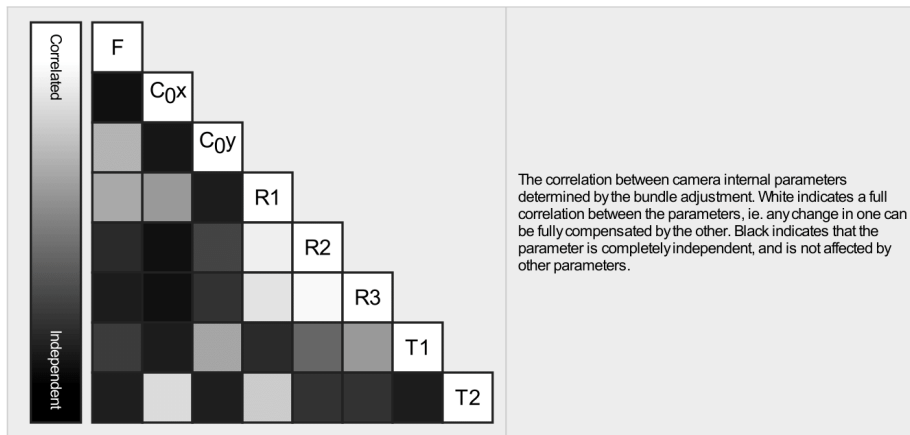 Correlated
Independent
F
C0x
C0y
R1
R2
R3
T1
T2
The correlation between camera internal parameters
determined by the bundle adjustment. White indicates a full
correlation between the parameters, ie. any change in one can
be fully compensated by the other. Black indicates that the
parameter is completely independent, and is not affected by
other parameters.